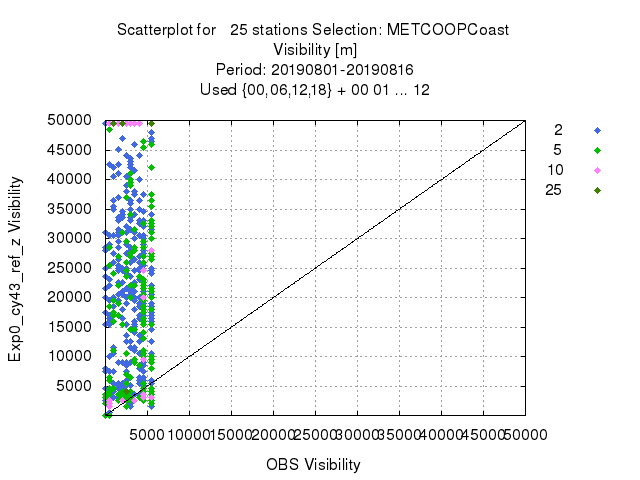 Scatterplot for 25 stations Selection: METCOOPCoast
Visibility [m]
Period: 20190801-20190816
Used {00,06,12,18} + 00 01 ... 12
50000
45000
40000
35000
30000
25000
20000
15000
10000
5000
Exp0_cy43_ref_z Visibility
2
5
10
25
5000 10000 15000 20000 25000 30000 35000 40000 45000 50000
OBS Visibility